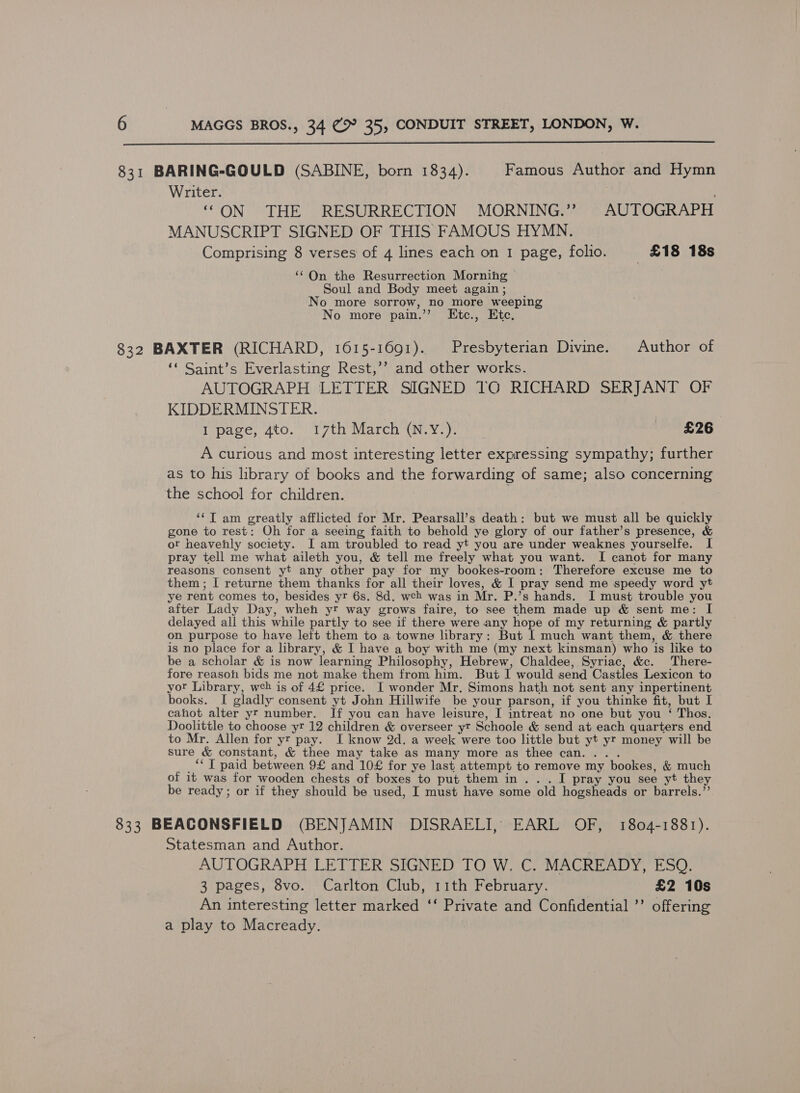 6 MAGGS BROS., 34 & 35, CONDUIT STREET, LONDON, W.
831 BARING-GOULD (SABINE, born 1834). Famous Author and Hymn
Writer.
“ON THE RESURRECTION MORNING.” AUTOGRAPH
MANUSCRIPT SIGNED OF THIS FAMOUS HYMN.
Comprising 8 verses of 4 lines each on 1 page, folio. £18 18s
“On the Resurrection Morning
Soul and Body meet again;
No more sorrow, no more weeping
No more pain.” Etc., Etc.
832 BAXTER (RICHARD, 1615-1691). Presbyterian Divine. Author of
“Saint’s Everlasting Rest,” and other works.
AUTOGRAPH LETTER SIGNED TO RICHARD SERJANT OF
KIDDERMINSTER.
1 page, 4to. 17th March (N.Y.). £26
A curious and most interesting letter expressing sympathy; further
as to his library of books and the forwarding of same; also concerning
the school for children.
“I am greatly afflicted for Mr. Pearsall’s death: but we must all be quickly
gone to rest: Oh for a seeing faith to behold ye glory of our father’s presence, &
or heavenly society. I am troubled to read yt you are under weaknes yourselfe. I
pray tell me what aileth you, & tell me freely what you want. I canot for many
reasons consent yt any other pay for my bookes-room: Therefore excuse me to
them; I returne them thanks for all their loves, & I pray send me speedy word yt
ye rent comes to, besides yr 6s. 8d. wch was in Mr. P.’s hands. I must trouble you
after Lady Day, when yr way grows faire, to see them made up & sent me: I
delayed all this while partly to see if there were any hope of my returning & partly
on purpose to have left them to a towne library: But I much want them, & there
is no place for a library, & I have a boy with me (my next kinsman) who is like to
be a scholar & is now learning Philosophy, Hebrew, Chaldee, Syriac, &c. There-
fore reason bids me not make them from him. But I would send Castles Lexicon to
yor Library, wch is of 4£ price. I wonder Mr. Simons hath not sent any inpertinent
books. I gladly consent yt John Hillwife be your parson, if you thinke fit, but I
canot alter yr number. If you can have leisure, I intreat no one but you ‘ Thos.
Doolittle to choose yr 12 children & overseer yr Schoole & send at each quarters end
to Mr. Allen for yr pay. I know 2d. a week were too little but yt yr money will be
sure & constant, & thee may take as many more as thee can. . . .
“I paid between 9£ and 10£ for ye last attempt to remove my bookes, & much
of it was for wooden chests of boxes to put them in . . . I pray you see yt they
be ready; or if they should be used, I must have some old hogsheads or barrels.”
833 BEACONSFIELD (BENJAMIN DISRAELI, EARL OF, 1804-1881).
Statesman and Author.
AUTOGRAPH LETTER SIGNED TO W. C. MACREADY, ESQ.
3 pages, 8vo. Carlton Club, 11th February. £2 10s
An interesting letter marked “Private and Confidential” offering
a play to Macready.